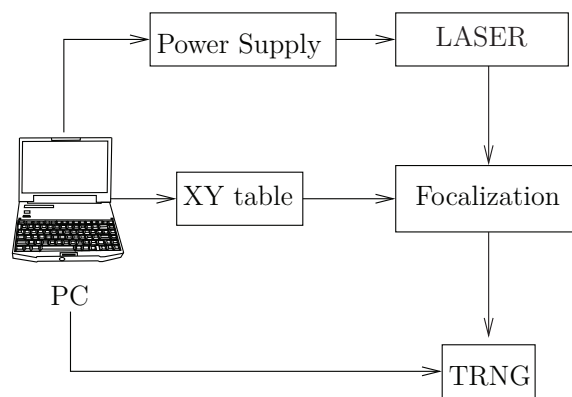 Power Supply
LASER
XY table
Focalization
PC
TRNG